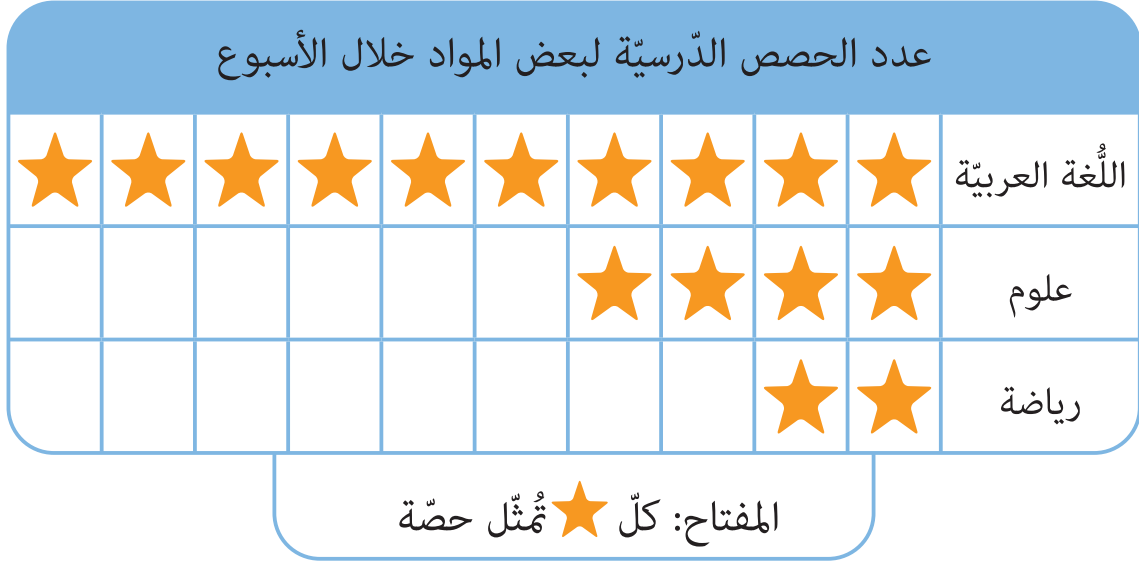 عدد الحصص الدّرسيّة لبعض المواد خلال الأسبوع
اللُّغة العربيّة
علوم
رياضة
المفتاح: كلّ تُمثّل حصّة